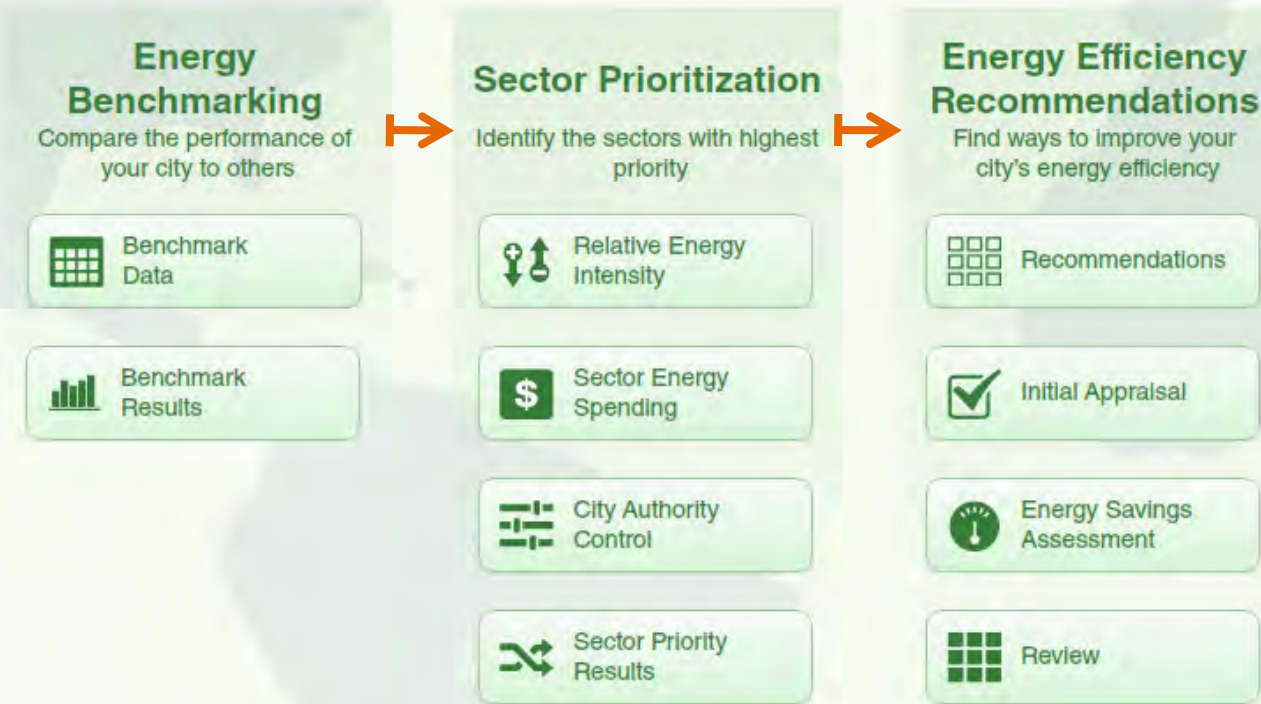 Energy
Benchmarking
Compare the performance of
your city to others
Benchmark
Data
Benchmark
Results
Sector Prioritization
Identify the sectors with highest
priority
Relative Energy
Intensity
$
Sector Energy
Spending
City Authority
Control
Sector Priority
Results
Energy Efficiency
Recommendations
Find ways to improve your
city's energy efficiency
Recommendations
Initial Appraisal
Energy Savings
Assessment
Review